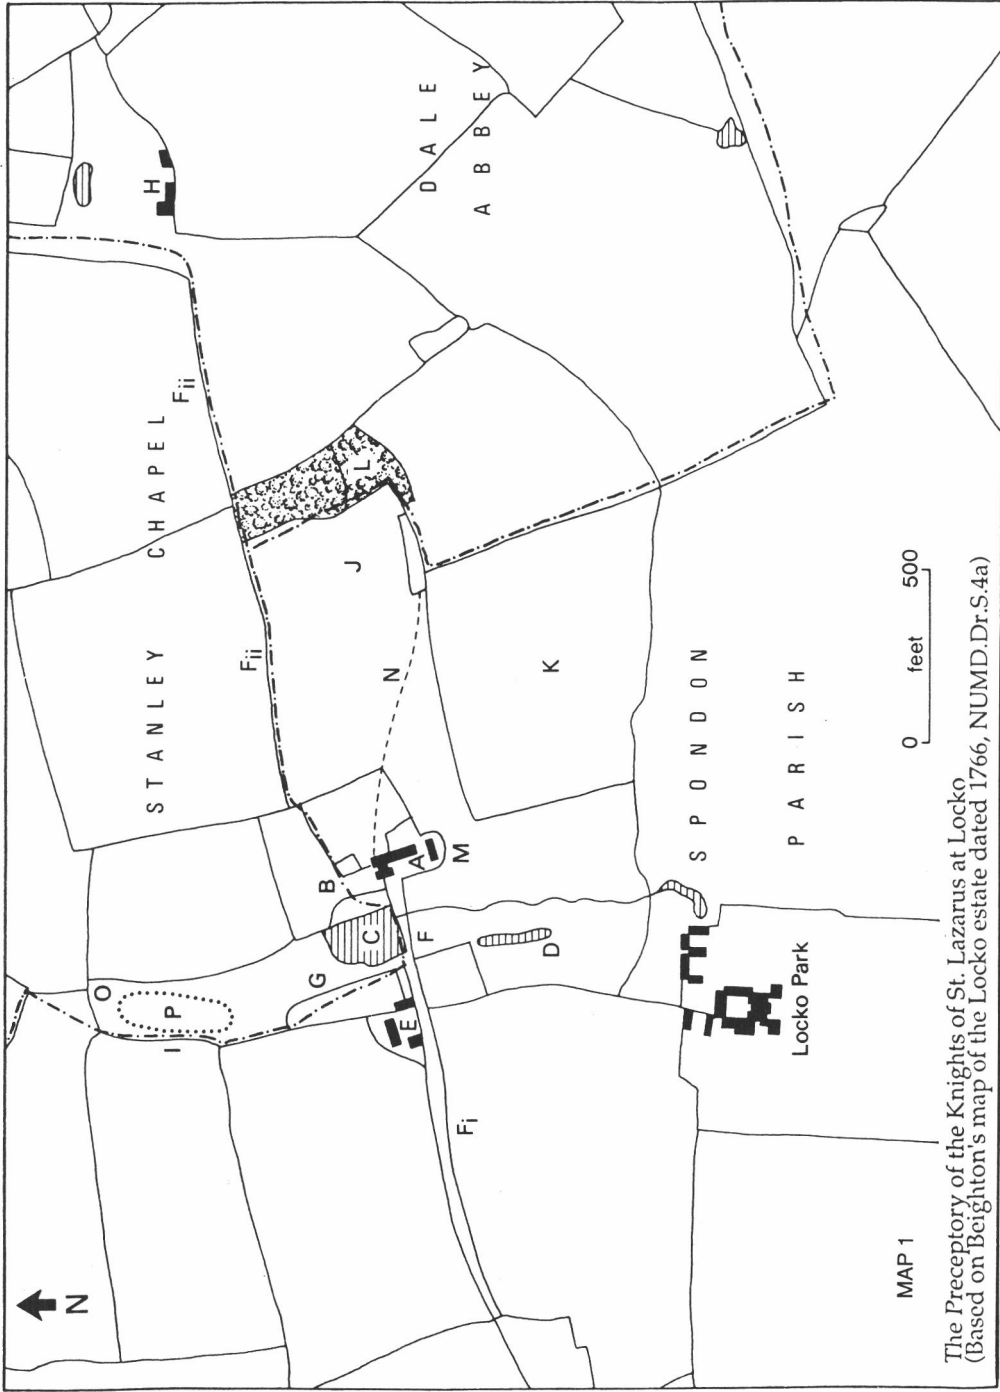 N
STANLEY CHAPEL
DALE
ABBEY
H
Fii
Fii
O
P
I
G
B
C
E
F
A
M
D
N
J
L
K
Fi
SPONDON
PARISH
Locko Park
0 feet 500
MAP 1
The Preceptory of the Knights of St. Lazarus at Locko
(Based on Beighton's map of the Locko estate dated 1766, NUMD.Dr.S.4a)